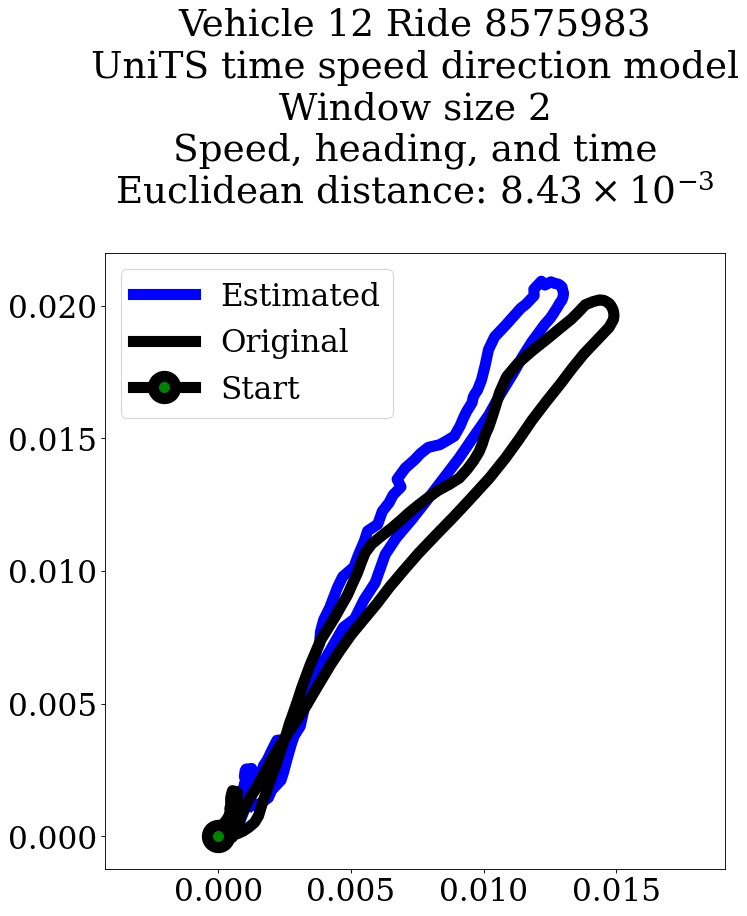 Vehicle 12 Ride 8575983
UniTS time speed direction model
Window size 2
Speed, heading, and time
Euclidean distance: 8.43 × 10⁻³
Estimated
Original
Start
0.020
0.015
0.010
0.005
0.000
0.000 0.005 0.010 0.015